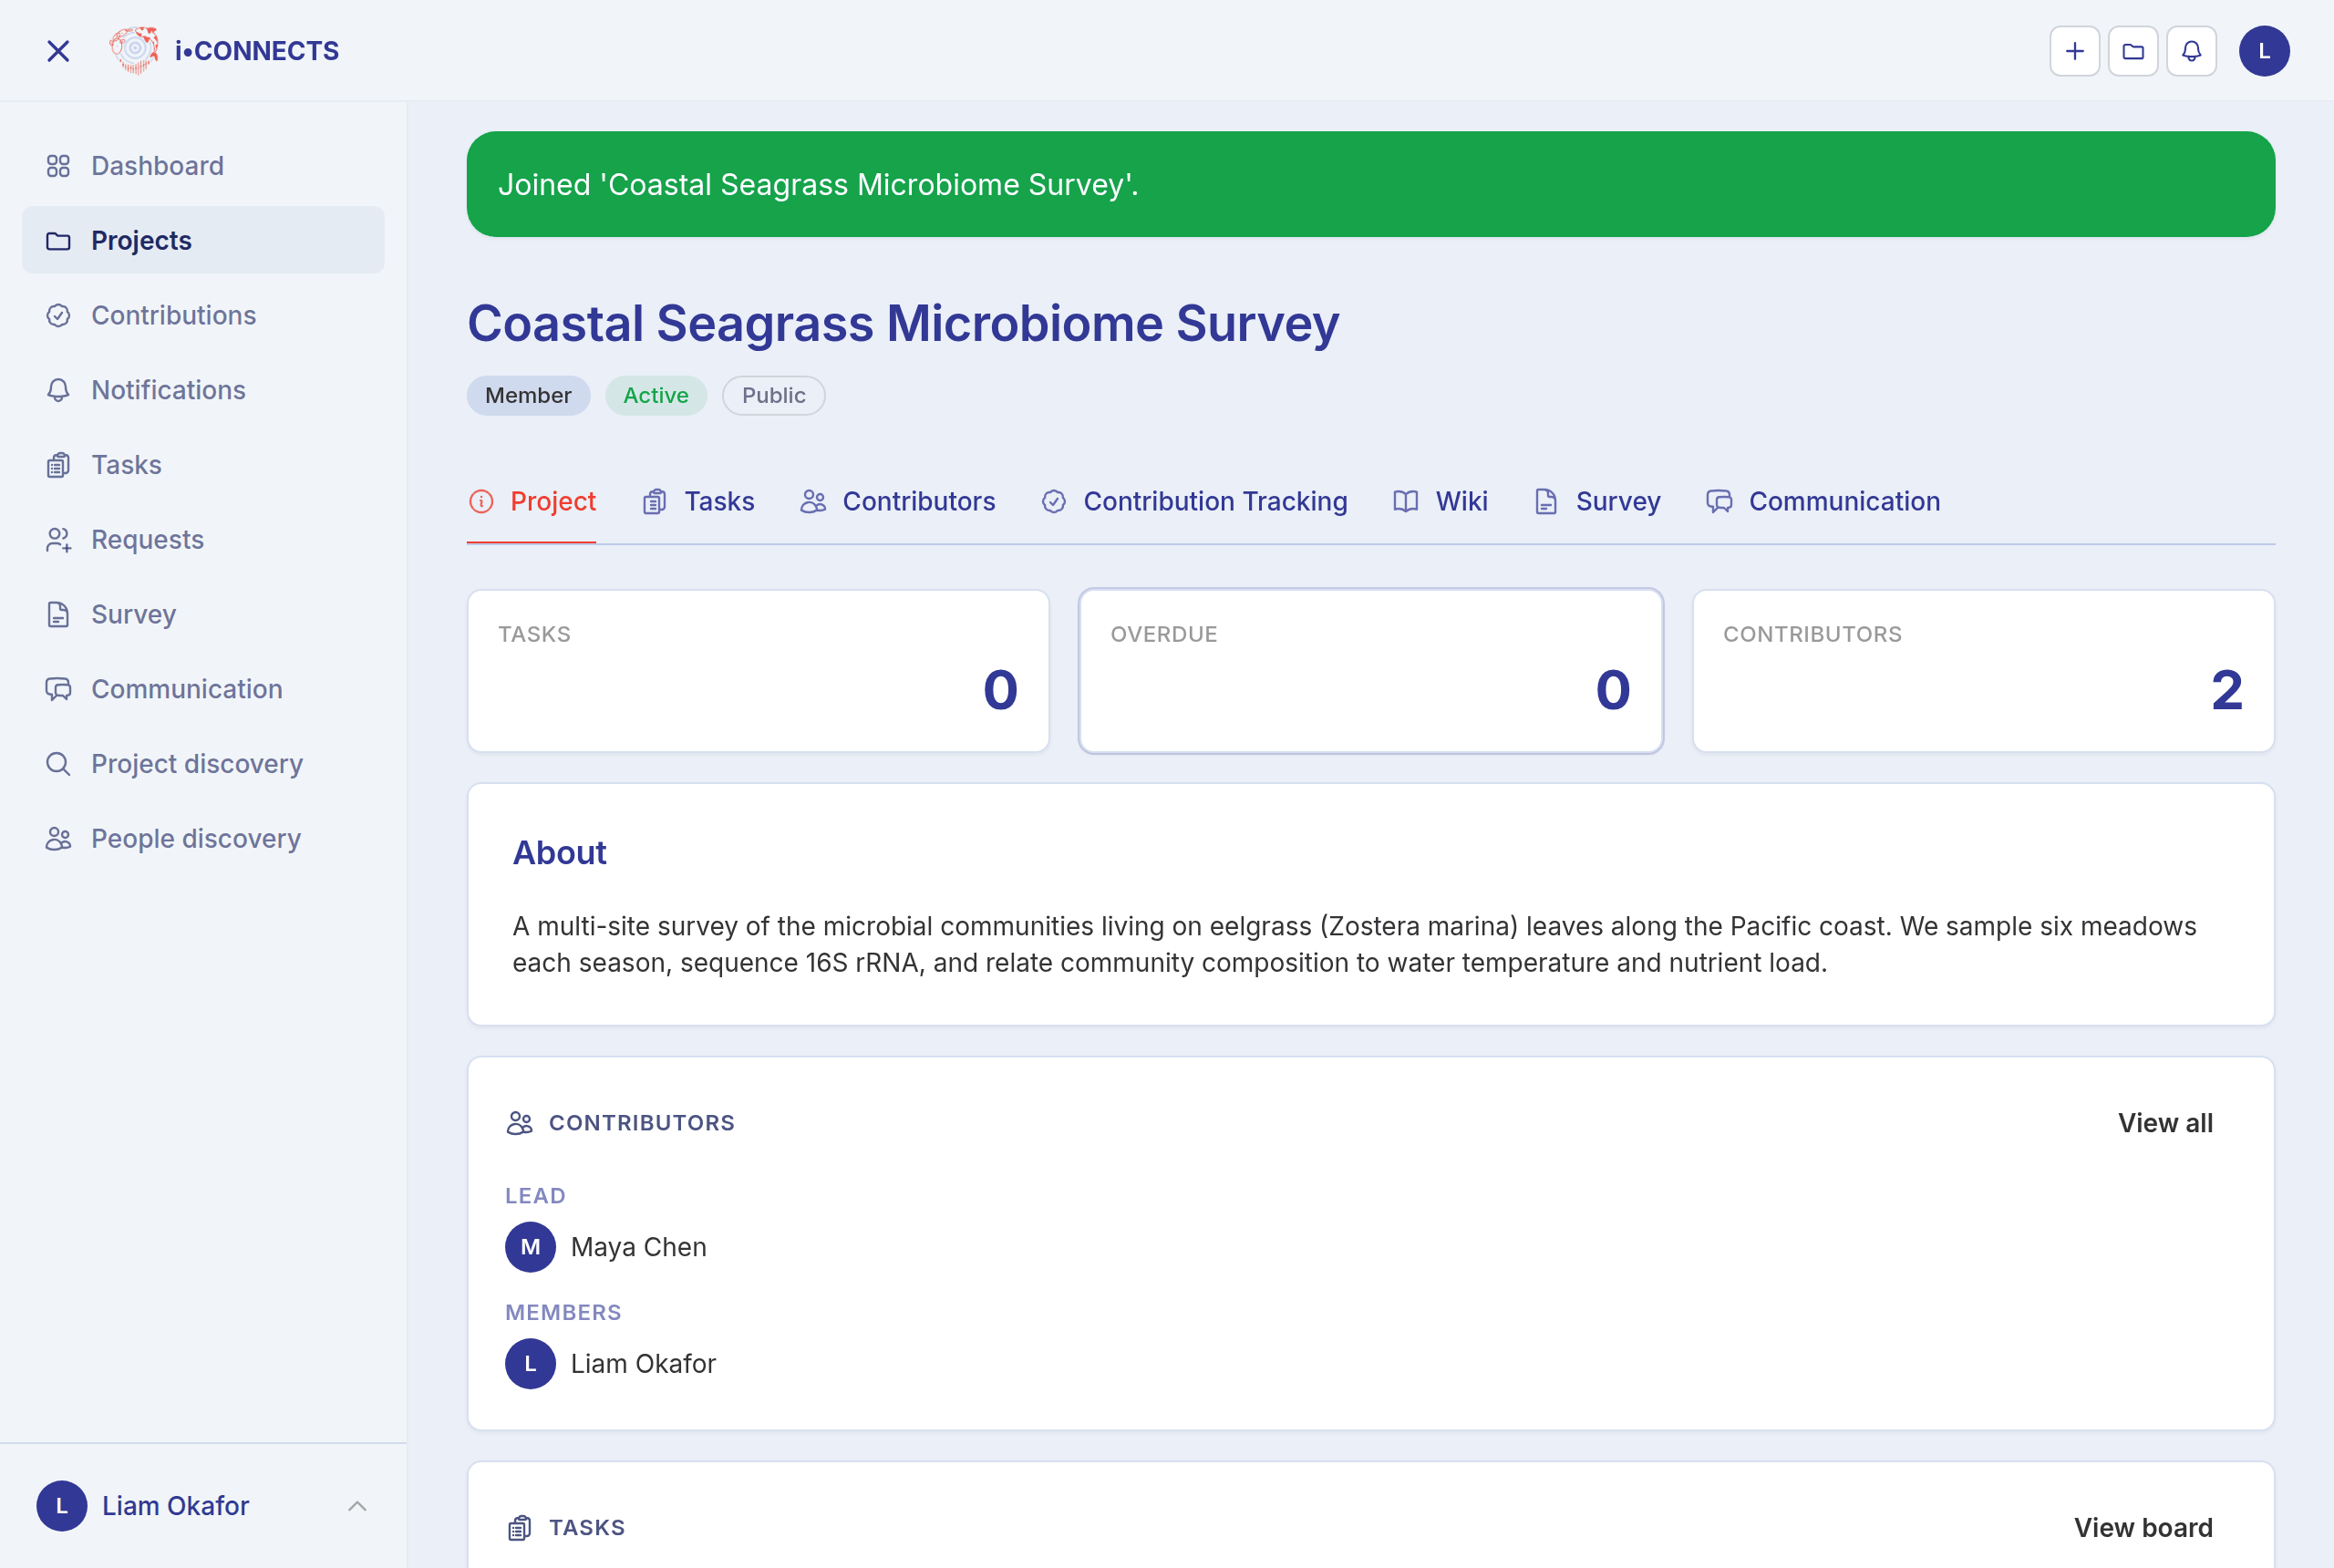 i•CONNECTS
L
Dashboard
Projects
Contributions
Notifications
Tasks
Requests
Survey
Communication
Project discovery
People discovery
L Liam Okafor
Joined 'Coastal Seagrass Microbiome Survey'.
Coastal Seagrass Microbiome Survey
Member Active Public
Project Tasks Contributors Contribution Tracking Wiki Survey Communication
TASKS
0
OVERDUE
0
CONTRIBUTORS
2
About
A multi-site survey of the microbial communities living on eelgrass (Zostera marina) leaves along the Pacific coast. We sample six meadows
each season, sequence 16S rRNA, and relate community composition to water temperature and nutrient load.
CONTRIBUTORS View all
LEAD
M Maya Chen
MEMBERS
L Liam Okafor
TASKS View board